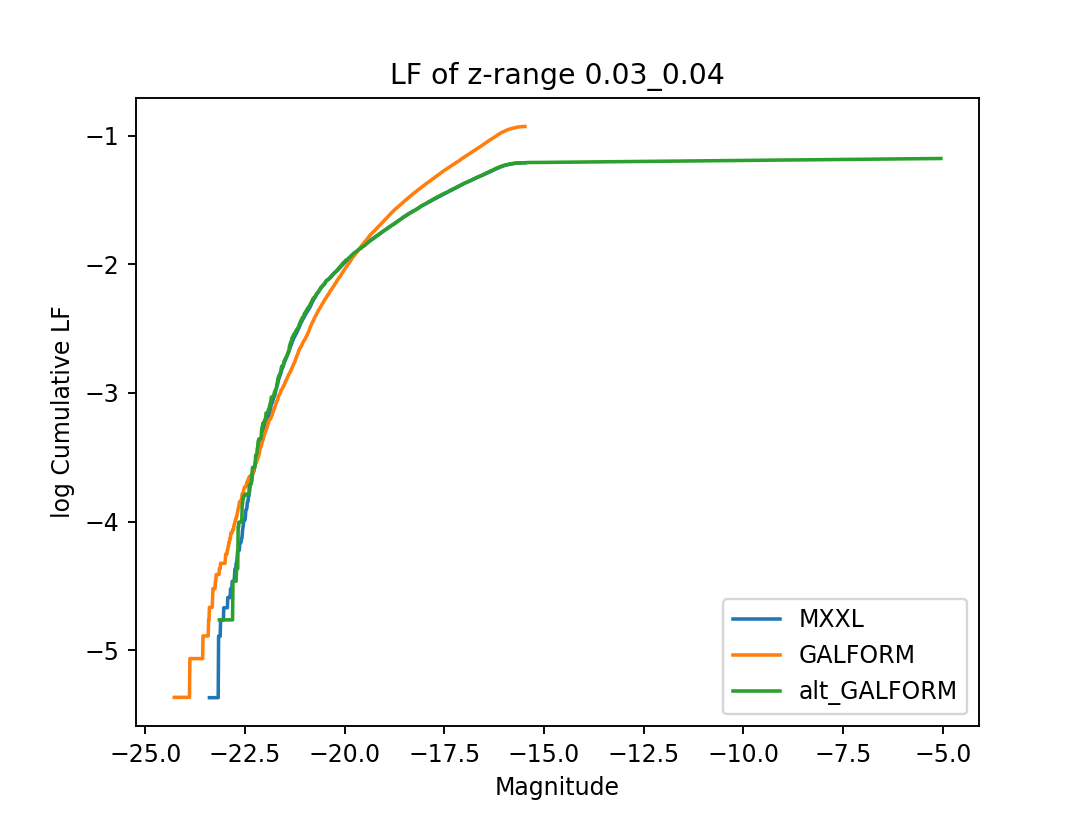 LF of z-range 0.03_0.04
−1
−2
−3
−4
−5
log Cumulative LF
MXXL
GALFORM
alt_GALFORM
−25.0 −22.5 −20.0 −17.5 −15.0 −12.5 −10.0 −7.5 −5.0
Magnitude